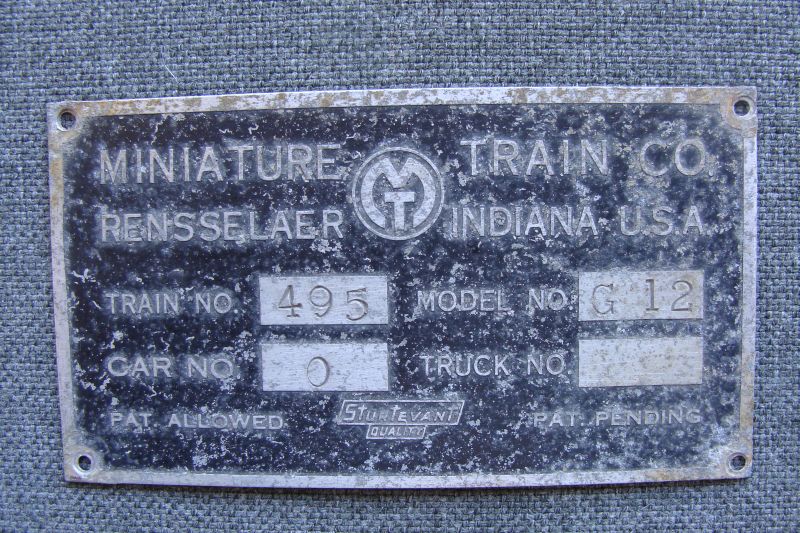 MINIATURE MT TRAIN CO.
RENSSELAER INDIANA U.S.A.
TRAIN NO. 495 MODEL NO. G 12
CAR NO. 0 TRUCK NO.
PAT. ALLOWED STURTEVANT QUALITY PAT. PENDING